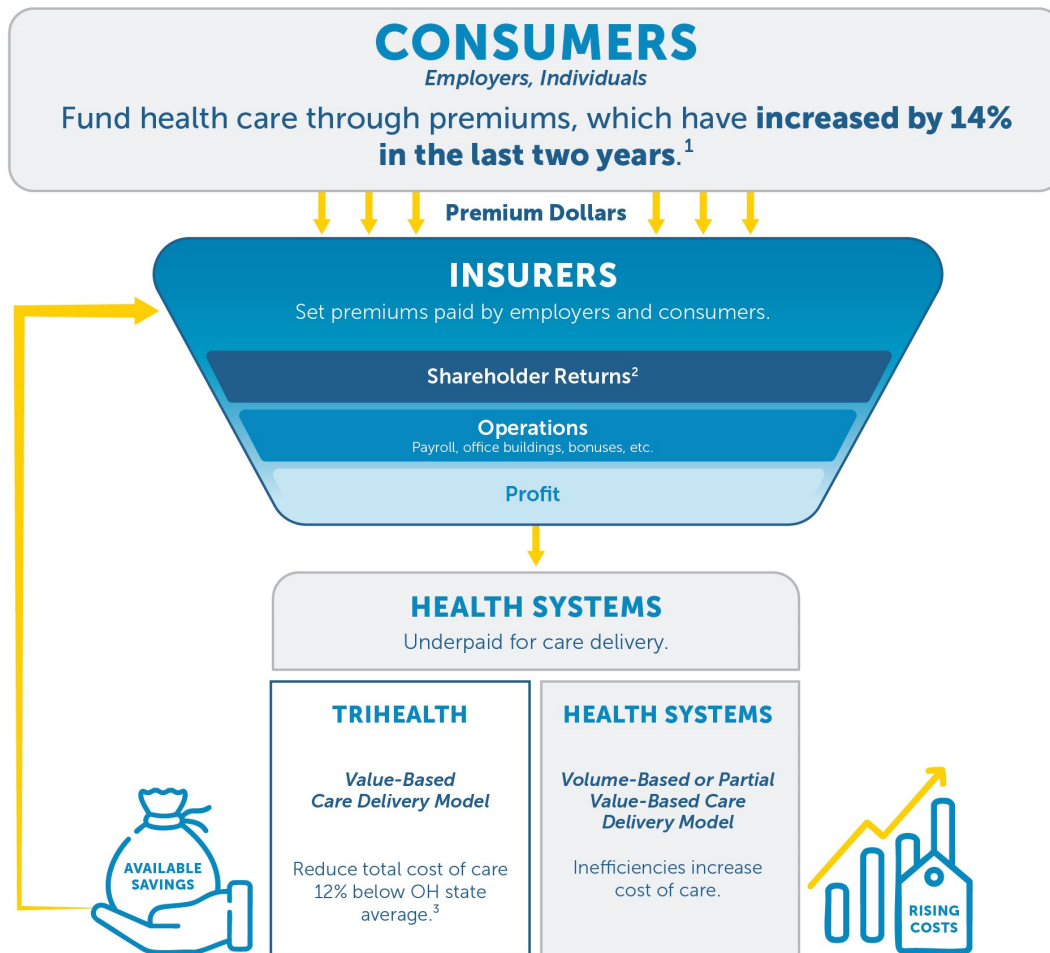 CONSUMERS
Employers, Individuals
Fund health care through premiums, which have increased by 14%
in the last two years.¹
Premium Dollars
INSURERS
Set premiums paid by employers and consumers.
Shareholder Returns²
Operations
Payroll, office buildings, bonuses, etc.
Profit
HEALTH SYSTEMS
Underpaid for care delivery.
TRIHEALTH
Value-Based
Care Delivery Model
Reduce total cost of care
12% below OH state
average.³
HEALTH SYSTEMS
Volume-Based or Partial
Value-Based Care
Delivery Model
Inefficiencies increase
cost of care.
AVAILABLE
SAVINGS
RISING
COSTS